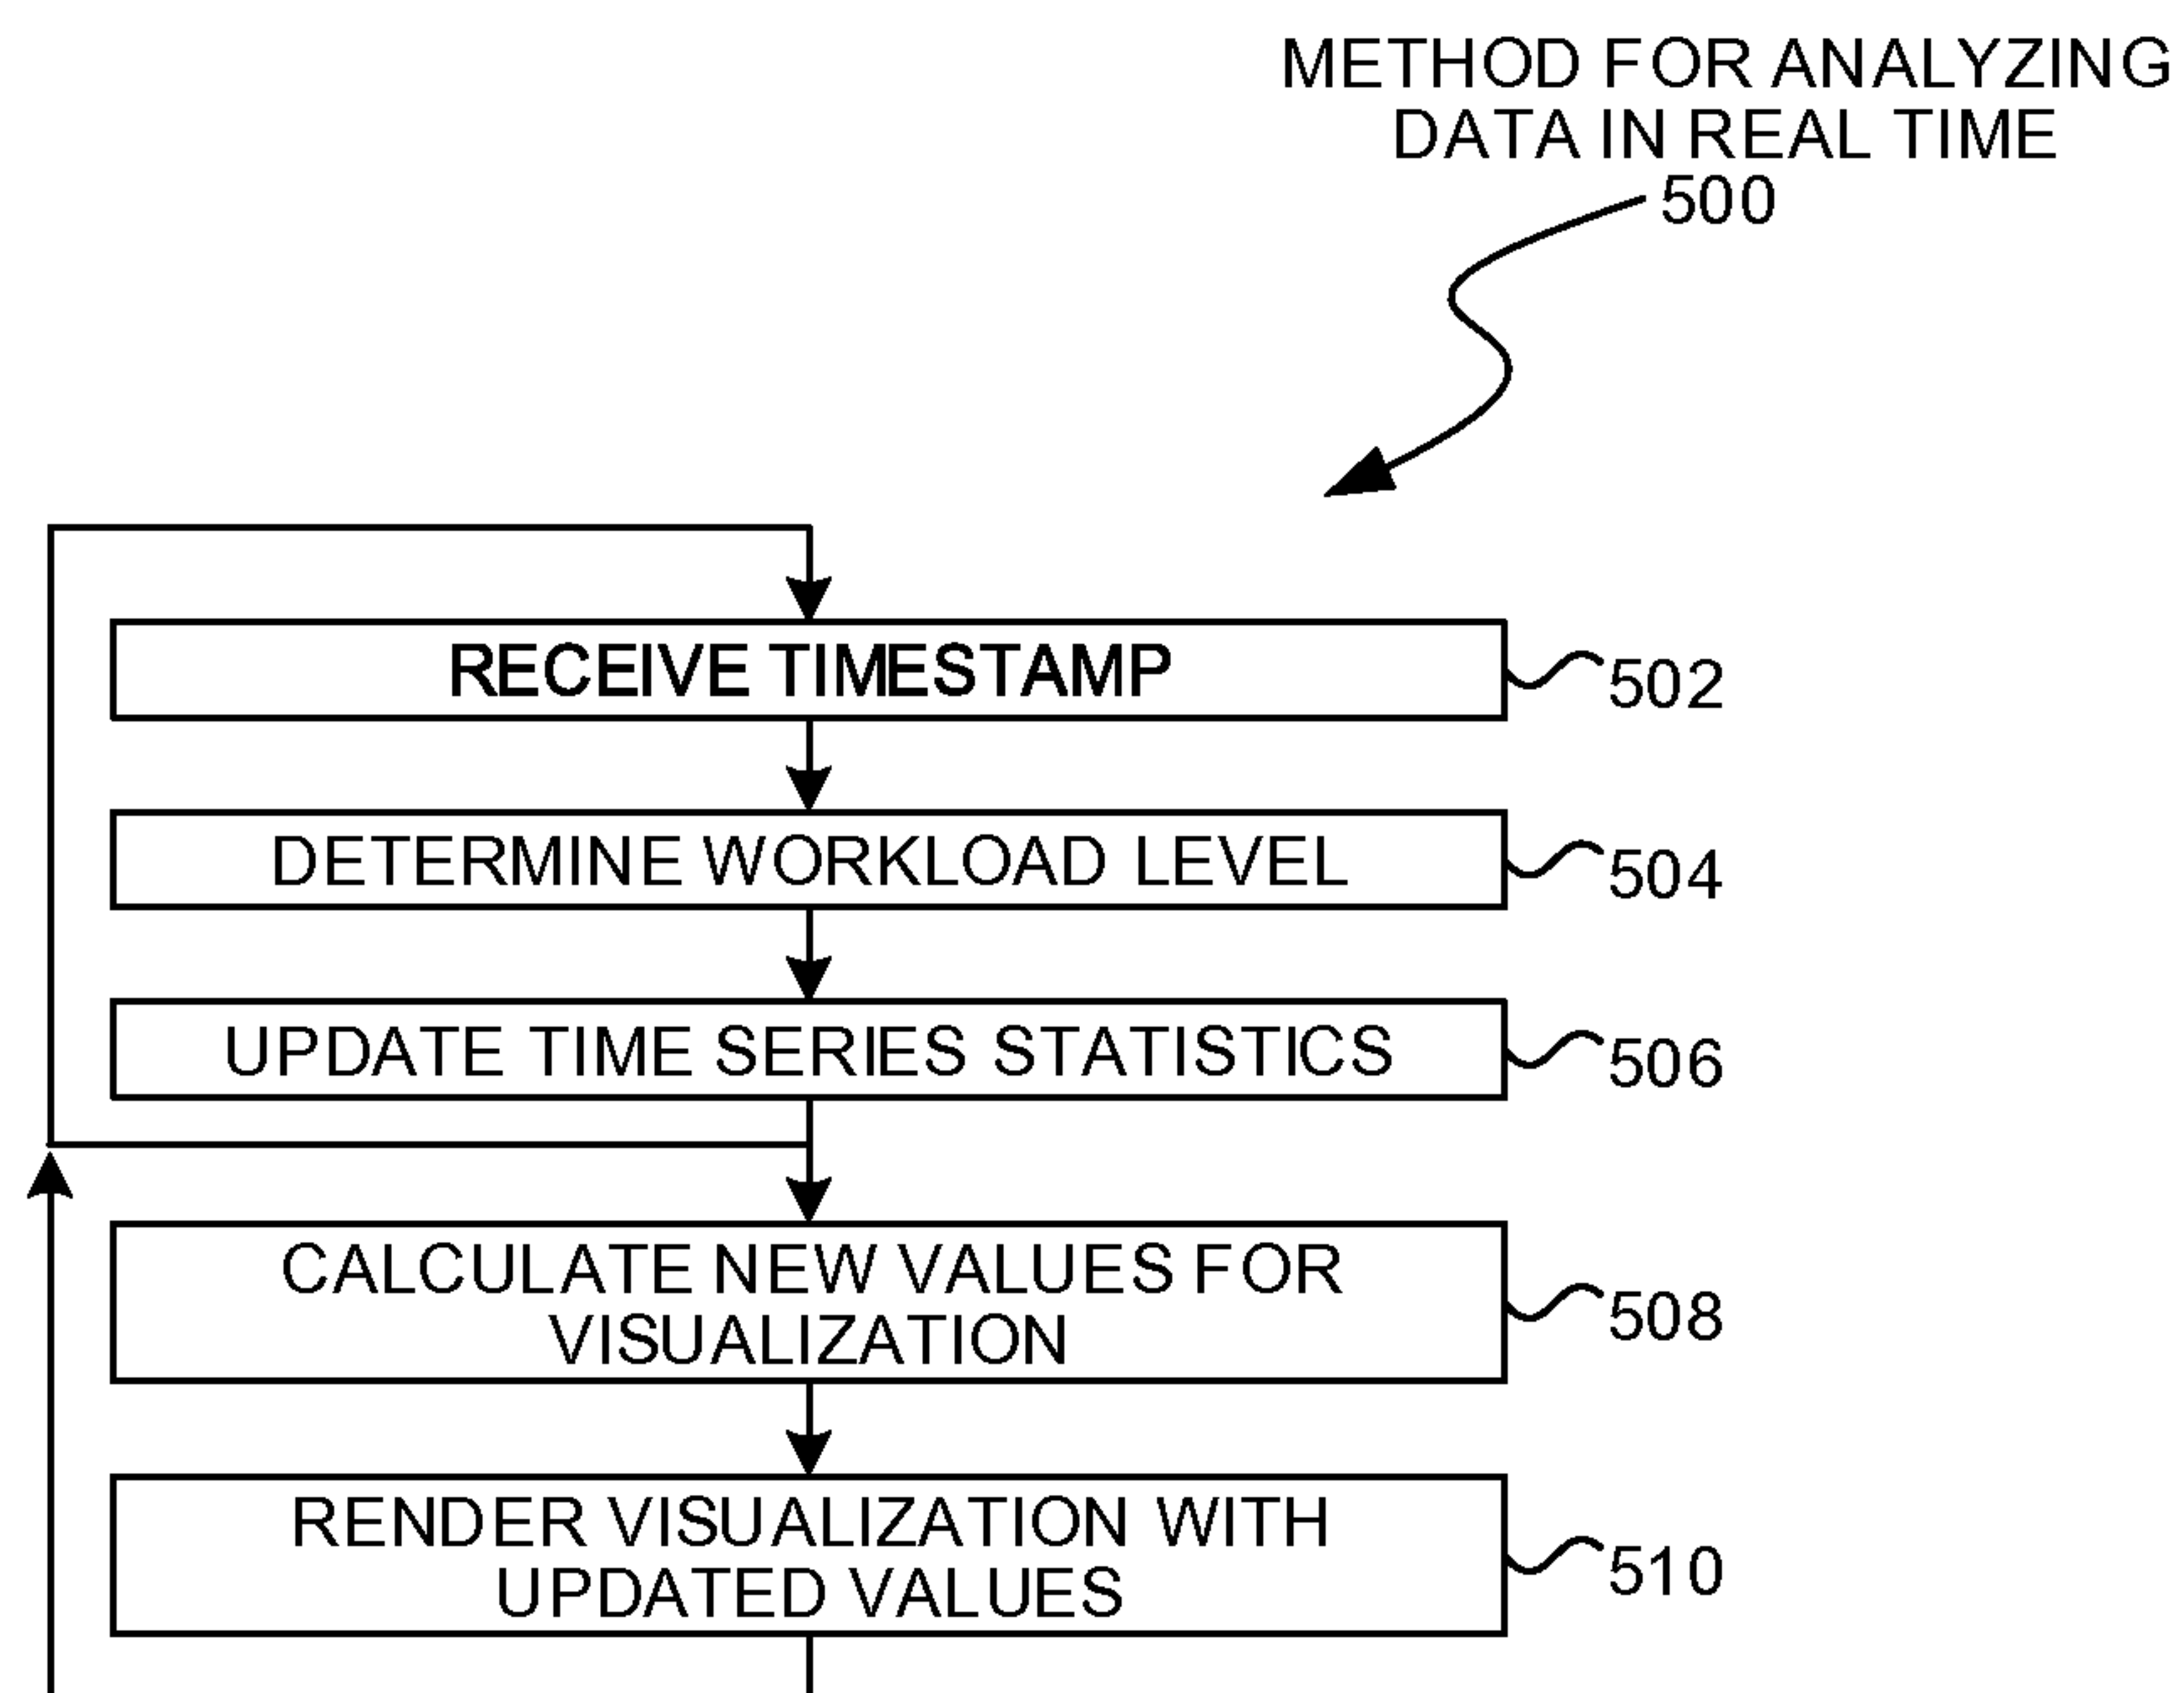 METHOD FOR ANALYZING
DATA IN REAL TIME
500
RECEIVE TIMESTAMP
502
DETERMINE WORKLOAD LEVEL
504
UPDATE TIME SERIES STATISTICS
506
CALCULATE NEW VALUES FOR
VISUALIZATION
508
RENDER VISUALIZATION WITH
UPDATED VALUES
510